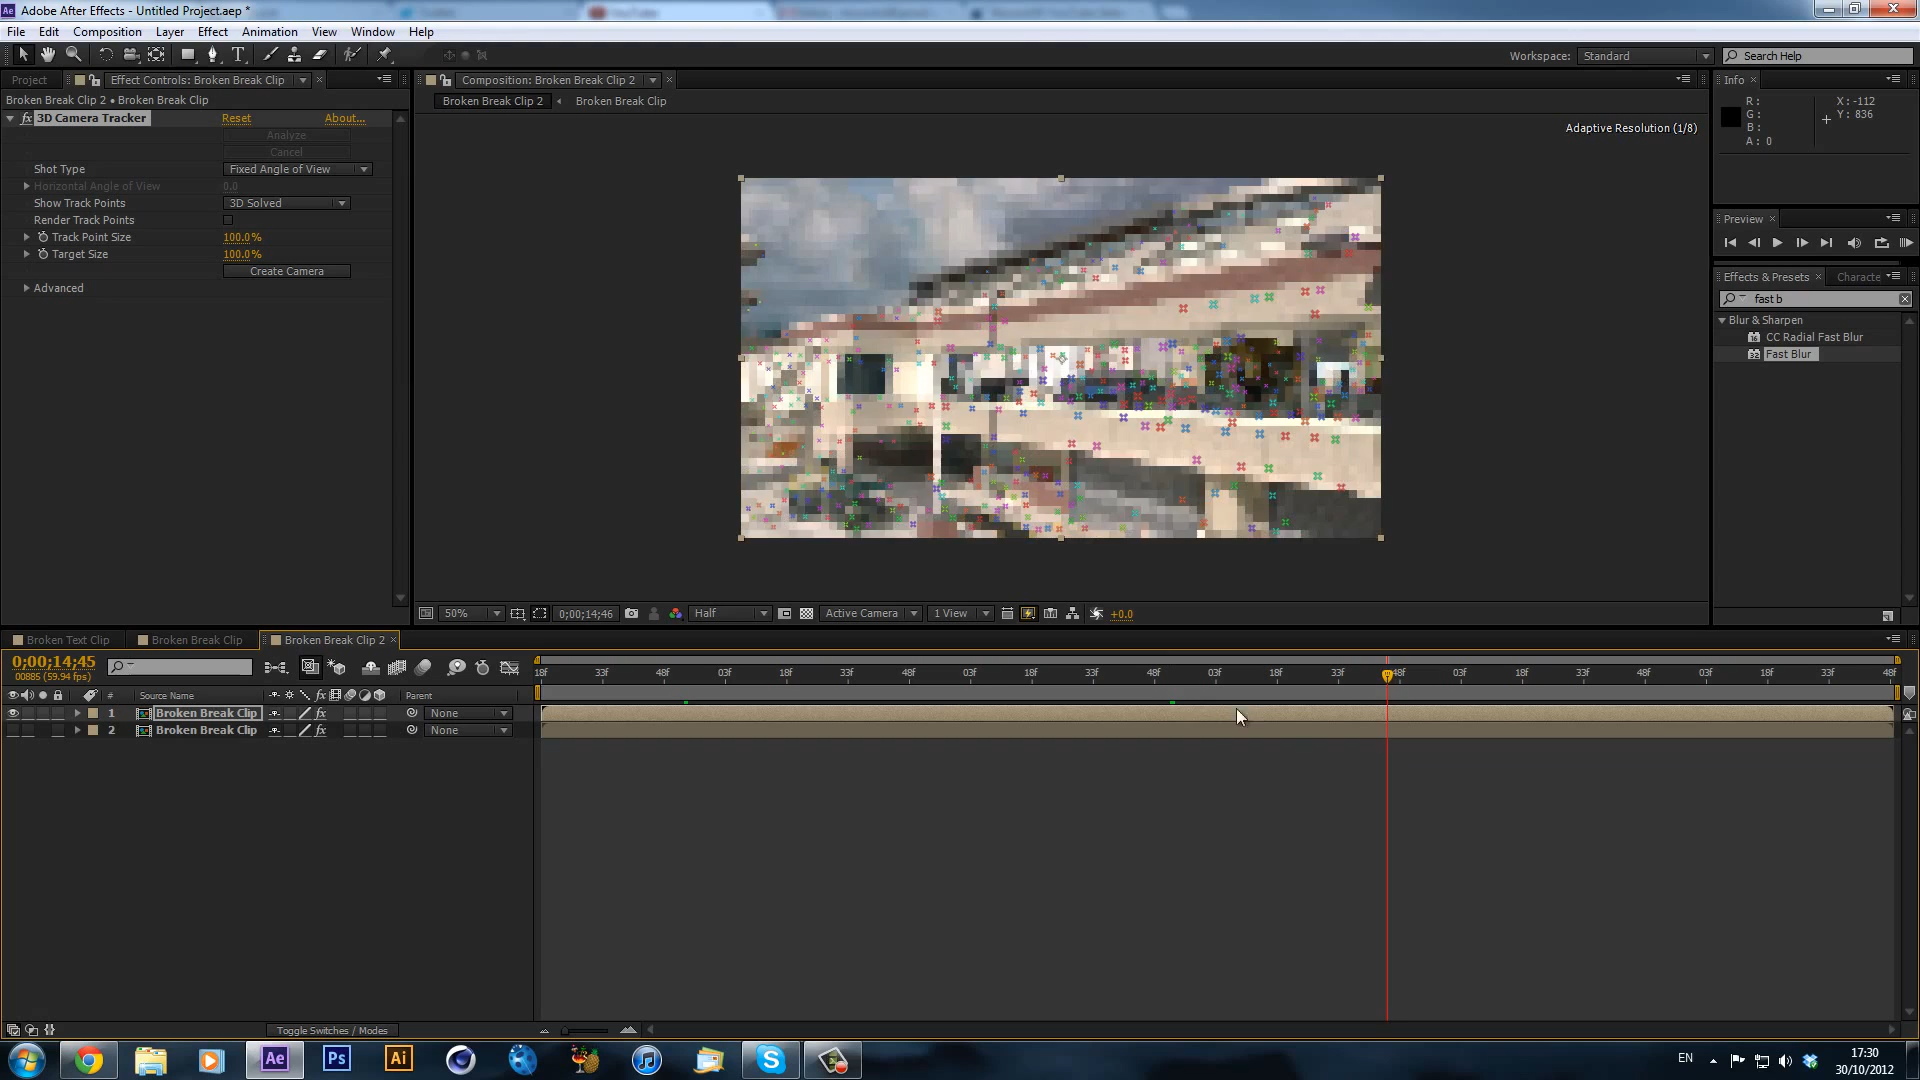 Adobe After Effects - Untitled Project.aep *
File Edit Composition Layer Effect Animation View Window Help
Workspace: Standard Search Help
Project Effect Controls: Broken Break Clip
Composition: Broken Break Clip 2
Info
Broken Break Clip 2 • Broken Break Clip
Broken Break Clip 2 Broken Break Clip
R: X: -112
G: Y: 836
B:
A: 0
fx 3D Camera Tracker Reset About...
Adaptive Resolution (1/8)
Analyze
Cancel
Shot Type Fixed Angle of View
Horizontal Angle of View 0.0
Show Track Points 3D Solved
Render Track Points
Track Point Size 100.0%
Target Size 100.0%
Create Camera
Advanced
Preview
Effects & Presets Characte
fast b
Blur & Sharpen
CC Radial Fast Blur
Fast Blur
50% 0;00;14;46 Half Active Camera 1 View +0.0
Broken Text Clip Broken Break Clip Broken Break Clip 2
0;00;14;45
00885 (59.94 fps)
18f 33f 48f 03f 18f 33f 48f 03f 18f 33f 48f 03f 18f 33f 48f 03f 18f 33f 48f 03f 18f 33f 48f
# Source Name fx Parent
1 Broken Break Clip fx None
2 Broken Break Clip fx None
Toggle Switches / Modes
Ae Ps Ai
EN
17:30
30/10/2012